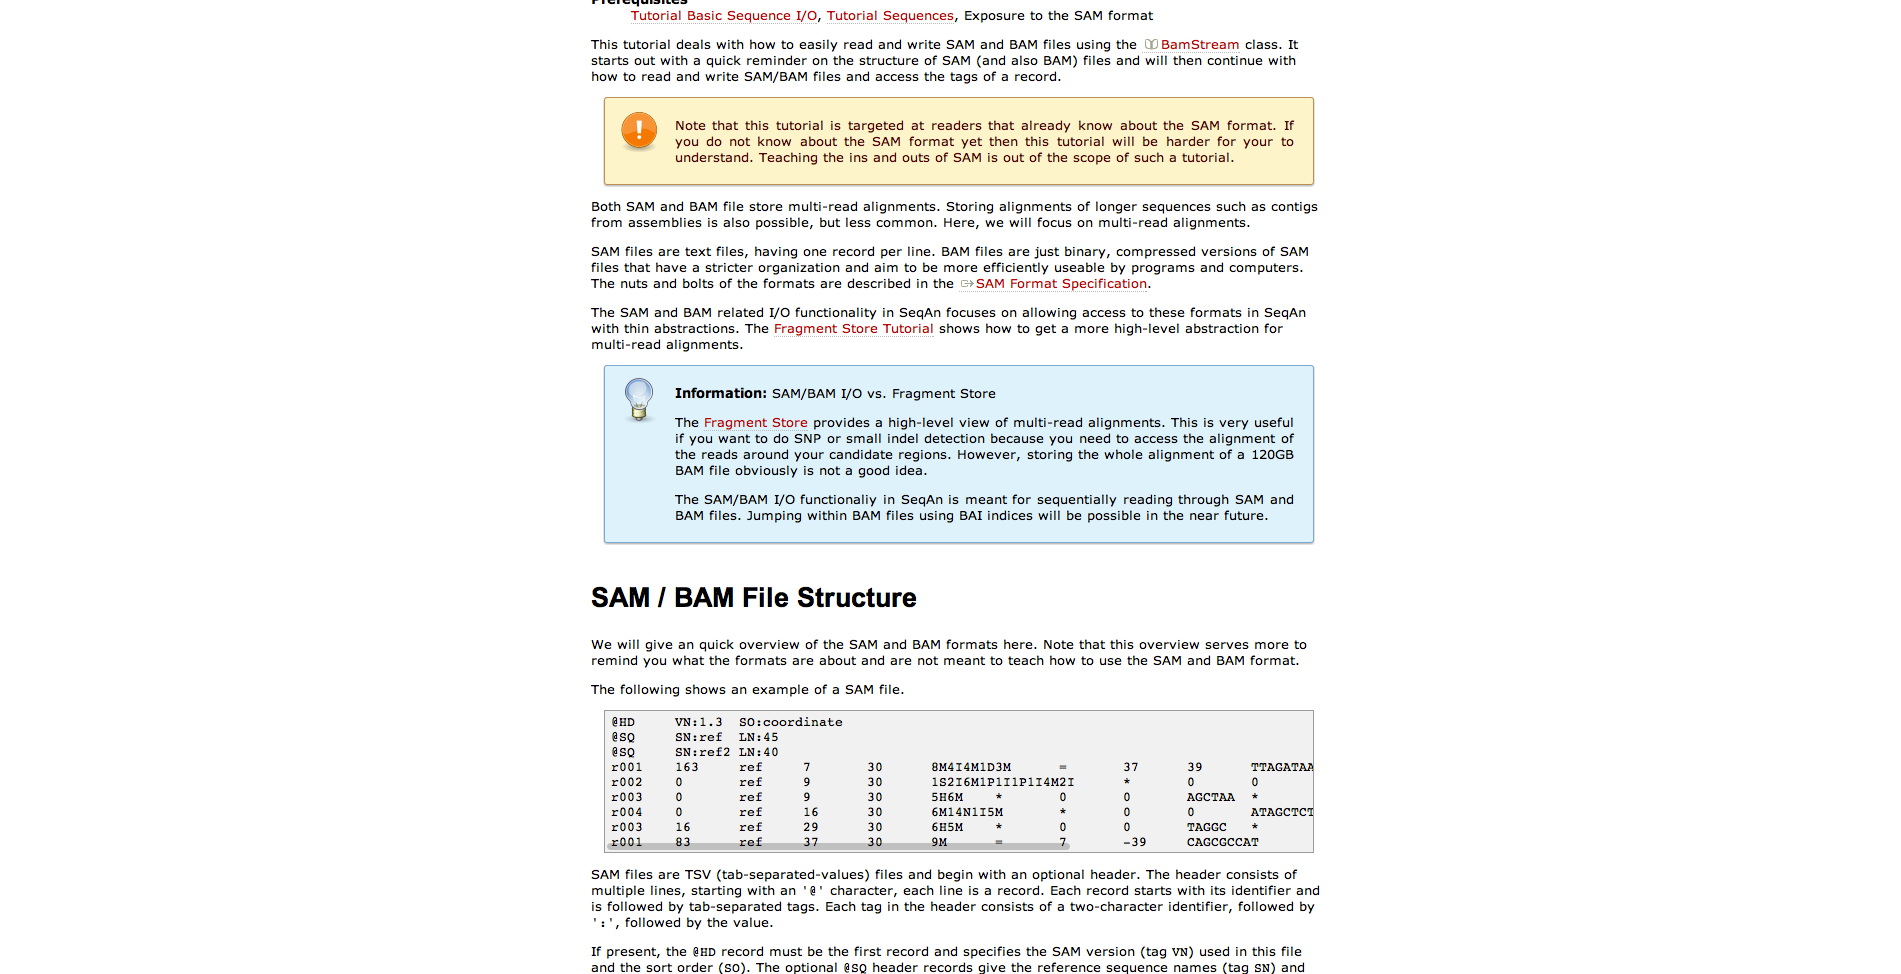 Prerequisites
Tutorial Basic Sequence I/O, Tutorial Sequences, Exposure to the SAM format
This tutorial deals with how to easily read and write SAM and BAM files using the BamStream class. It
starts out with a quick reminder on the structure of SAM (and also BAM) files and will then continue with
how to read and write SAM/BAM files and access the tags of a record.
Note that this tutorial is targeted at readers that already know about the SAM format. If
you do not know about the SAM format yet then this tutorial will be harder for your to
understand. Teaching the ins and outs of SAM is out of the scope of such a tutorial.
Both SAM and BAM file store multi-read alignments. Storing alignments of longer sequences such as contigs
from assemblies is also possible, but less common. Here, we will focus on multi-read alignments.
SAM files are text files, having one record per line. BAM files are just binary, compressed versions of SAM
files that have a stricter organization and aim to be more efficiently useable by programs and computers.
The nuts and bolts of the formats are described in the SAM Format Specification.
The SAM and BAM related I/O functionality in SeqAn focuses on allowing access to these formats in SeqAn
with thin abstractions. The Fragment Store Tutorial shows how to get a more high-level abstraction for
multi-read alignments.
Information: SAM/BAM I/O vs. Fragment Store
The Fragment Store provides a high-level view of multi-read alignments. This is very useful
if you want to do SNP or small indel detection because you need to access the alignment of
the reads around your candidate regions. However, storing the whole alignment of a 120GB
BAM file obviously is not a good idea.
The SAM/BAM I/O functionaliy in SeqAn is meant for sequentially reading through SAM and
BAM files. Jumping within BAM files using BAI indices will be possible in the near future.
SAM / BAM File Structure
We will give an quick overview of the SAM and BAM formats here. Note that this overview serves more to
remind you what the formats are about and are not meant to teach how to use the SAM and BAM format.
The following shows an example of a SAM file.
@HD VN:1.3 SO:coordinate
@SQ SN:ref LN:45
@SQ SN:ref2 LN:40
r001 163 ref 7 30 8M4I4M1D3M = 37 39 TTAGATAA
r002 0 ref 9 30 1S2I6M1P1I1P1I4M2I * 0 0
r003 0 ref 9 30 5H6M * 0 0 AGCTAA *
r004 0 ref 16 30 6M14N1I5M * 0 0 ATAGCTCT
r003 16 ref 29 30 6H5M * 0 0 TAGGC *
r001 83 ref 37 30 9M = 7 -39 CAGCGCCAT
SAM files are TSV (tab-separated-values) files and begin with an optional header. The header consists of
multiple lines, starting with an '@' character, each line is a record. Each record starts with its identifier and
is followed by tab-separated tags. Each tag in the header consists of a two-character identifier, followed by
':', followed by the value.
If present, the @HD record must be the first record and specifies the SAM version (tag VN) used in this file
and the sort order (SO). The optional @SQ header records give the reference sequence names (tag SN) and